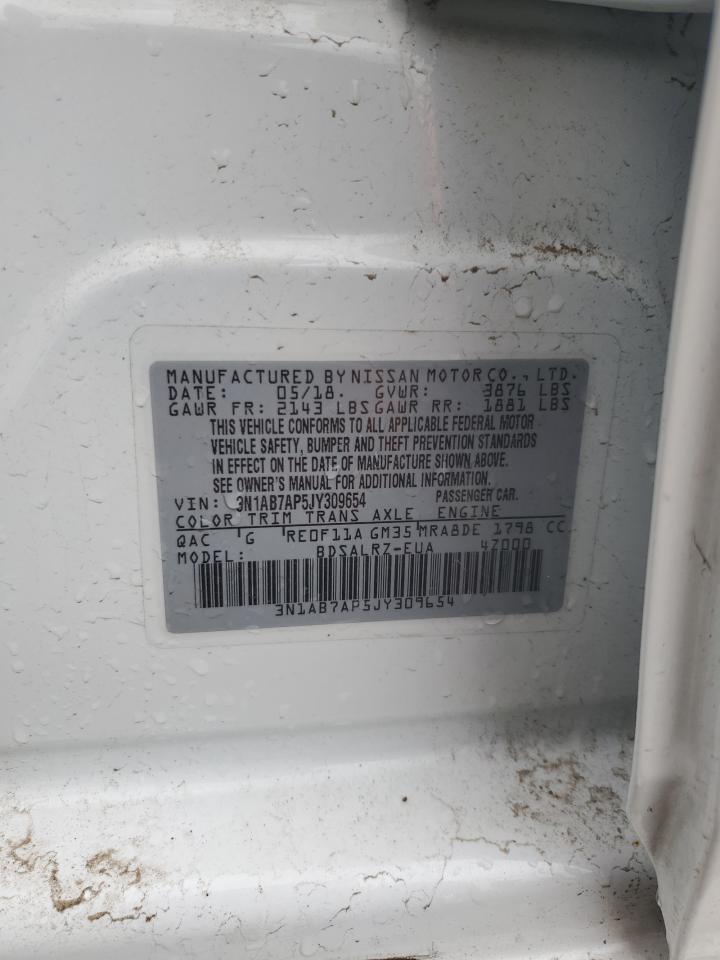 MANUFACTURED BY NISSAN MOTOR CO., LTD.
DATE: 05/18. GVWR: 3876 LBS
GAWR FR: 2143 LBS GAWR RR: 1881 LBS
THIS VEHICLE CONFORMS TO ALL APPLICABLE FEDERAL MOTOR
VEHICLE SAFETY, BUMPER AND THEFT PREVENTION STANDARDS
IN EFFECT ON THE DATE OF MANUFACTURE SHOWN ABOVE.
SEE OWNER'S MANUAL FOR ADDITIONAL INFORMATION.
VIN: 3N1AB7AP5JY309654 PASSENGER CAR.
COLOR TRIM TRANS AXLE ENGINE
QAC G RE0F11A GM35 MRA8DE 1798 CC
MODEL: BDSALRZ-EUA 4Z000
3N1AB7AP5JY309654